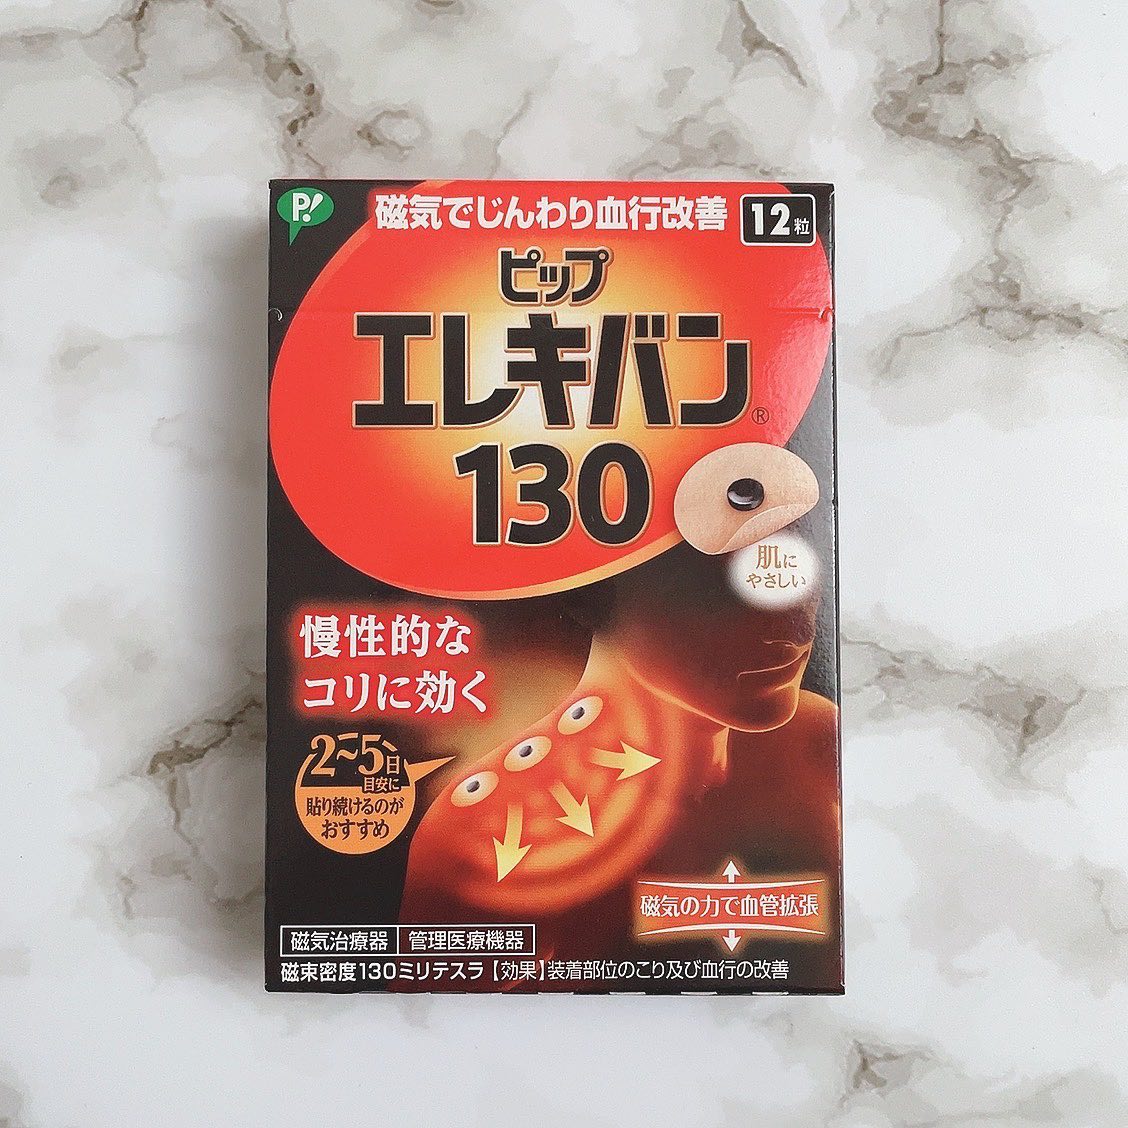 P!
磁気でじんわり血行改善
12粒
ピップ
エレキバン®
130
肌に
やさしい
慢性的な
コリに効く
2~5日
目安に
貼り続けるのが
おすすめ
磁気の力で血管拡張
磁気治療器 管理医療機器
磁束密度130ミリテスラ【効果】装着部位のこり及び血行の改善